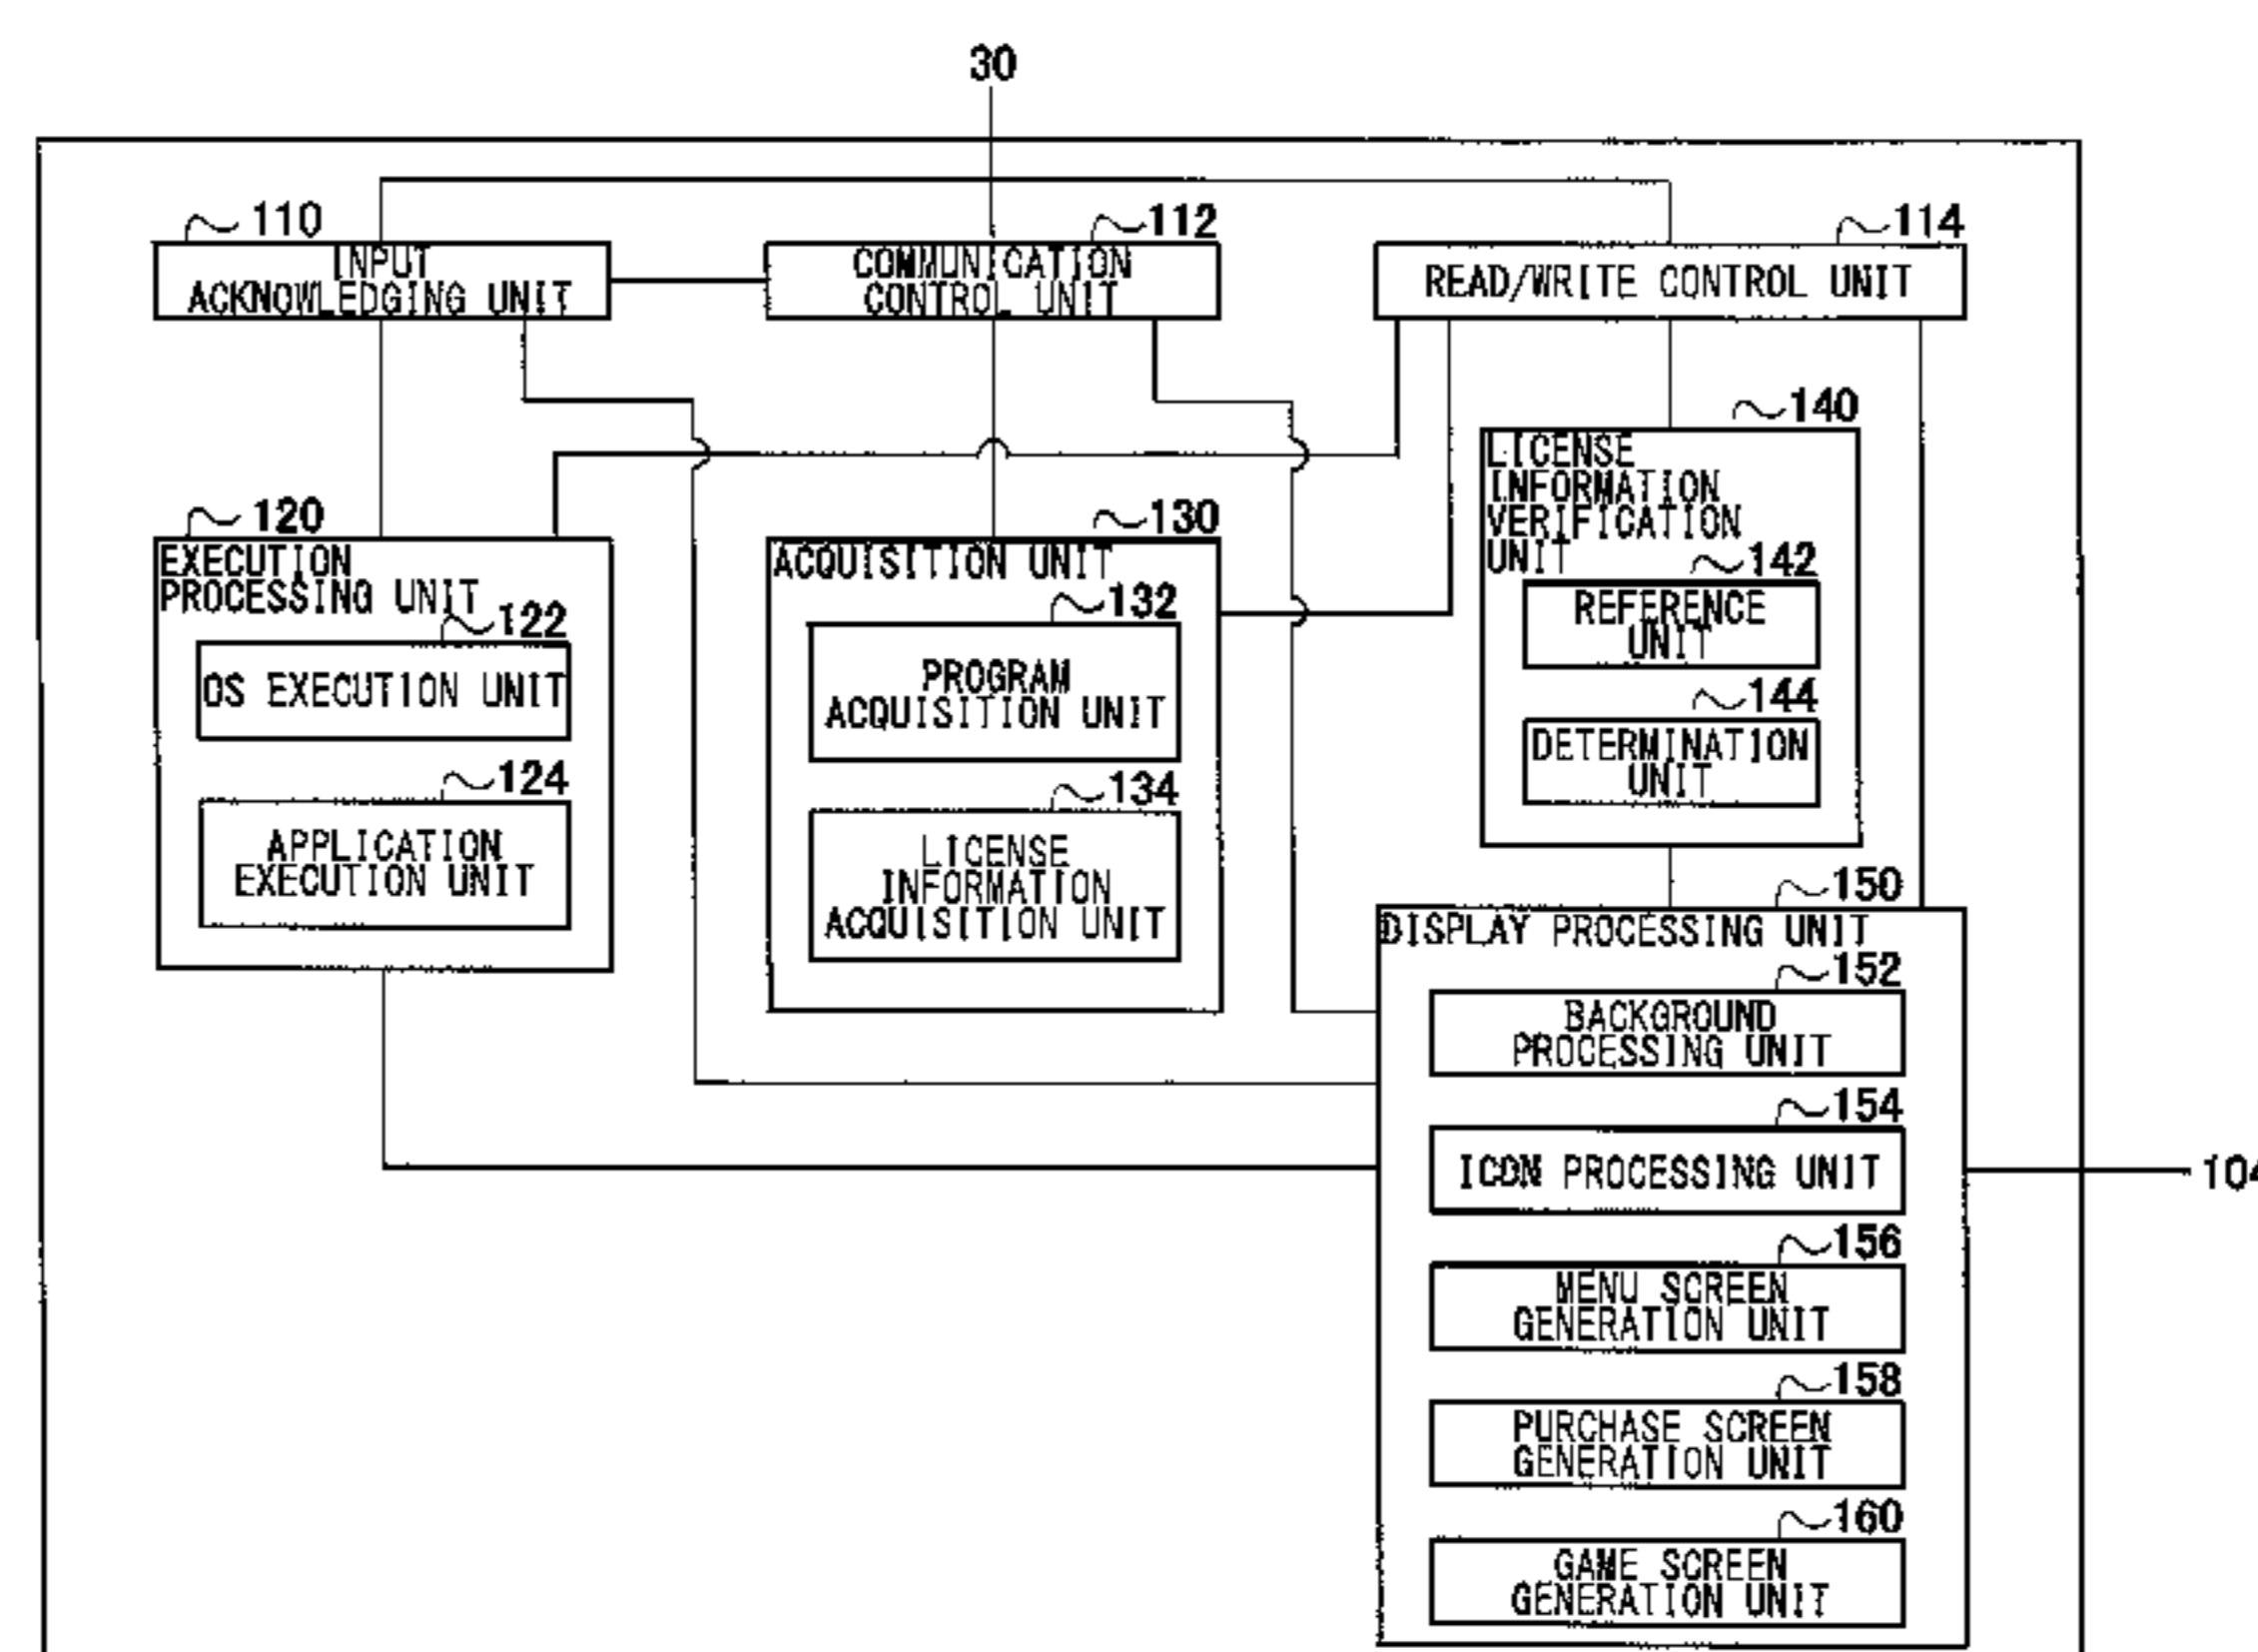 30
110
112
114
INPUT
ACKNOWLEDGING UNIT
COMMUNICATION
CONTROL UNIT
READ/WRITE CONTROL UNIT
120
EXECUTION
PROCESSING UNIT
122
OS EXECUTION UNIT
124
APPLICATION
EXECUTION UNIT
130
ACQUISITION UNIT
132
PROGRAM
ACQUISITION UNIT
134
LICENSE
INFORMATION
ACQUISITION UNIT
140
LICENSE
INFORMATION
VERIFICATION
UNIT
142
REFERENCE
UNIT
144
DETERMINATION
UNIT
150
DISPLAY PROCESSING UNIT
152
BACKGROUND
PROCESSING UNIT
154
ICON PROCESSING UNIT
104
156
MENU SCREEN
GENERATION UNIT
158
PURCHASE SCREEN
GENERATION UNIT
160
GAME SCREEN
GENERATION UNIT